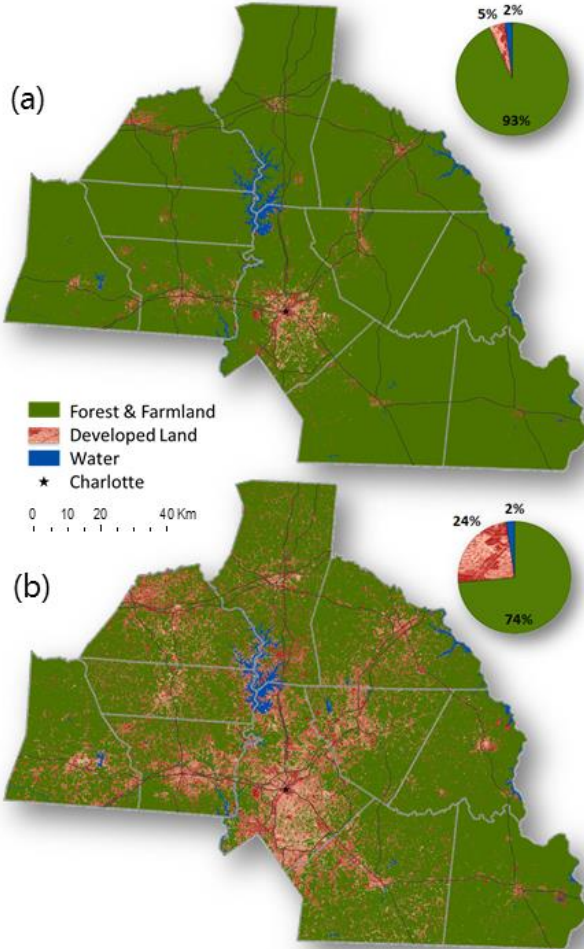 5%
2%
(a)
93%
Forest & Farmland
Developed Land
Water
Charlotte
0 10 20 40 Km
24%
2%
(b)
74%